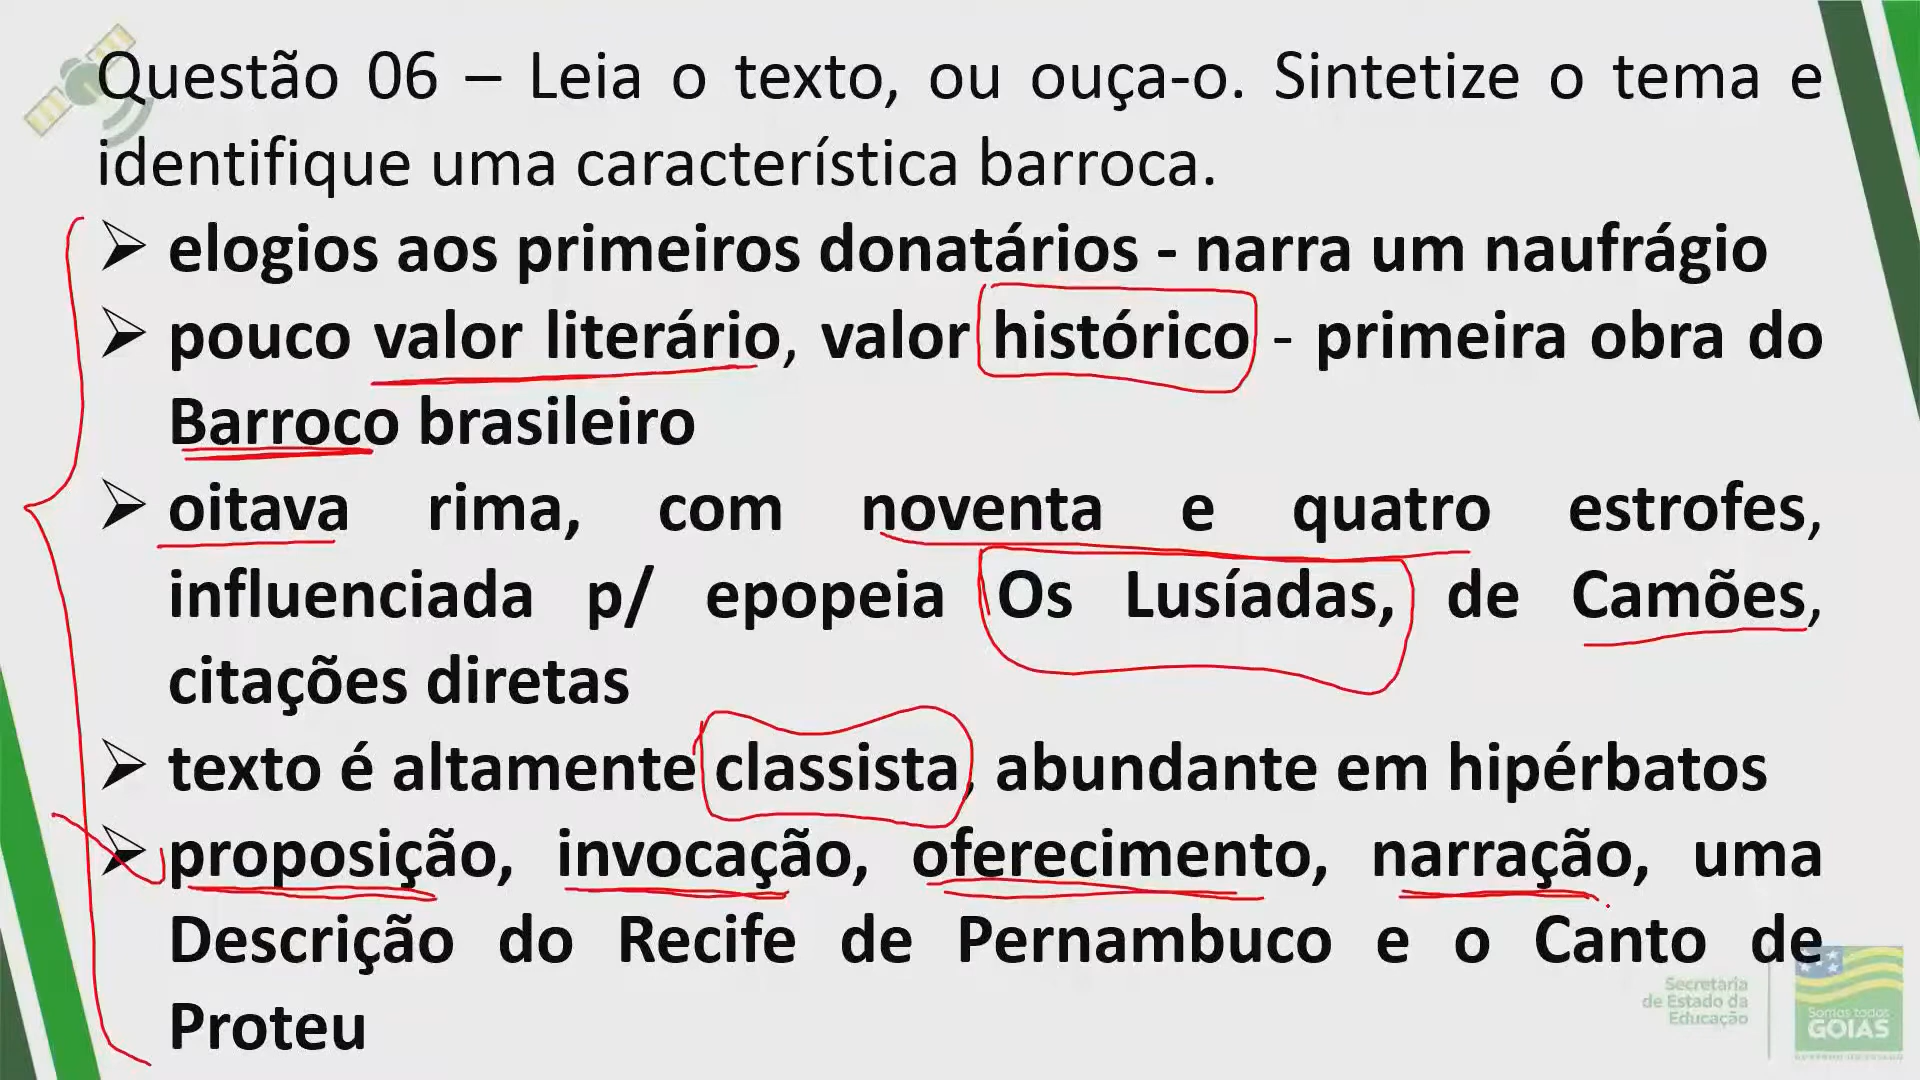 Questão 06 – Leia o texto, ou ouça-o. Sintetize o tema e
identifique uma característica barroca.
elogios aos primeiros donatários - narra um naufrágio
pouco valor literário, valor histórico - primeira obra do
Barroco brasileiro
oitava rima, com noventa e quatro estrofes,
influenciada p/ epopeia Os Lusíadas, de Camões,
citações diretas
texto é altamente classista, abundante em hipérbatos
proposição, invocação, oferecimento, narração, uma
Descrição do Recife de Pernambuco e o Canto de
Proteu
Secretaria
de Estado da
Educação
Somos todos
GOIÁS